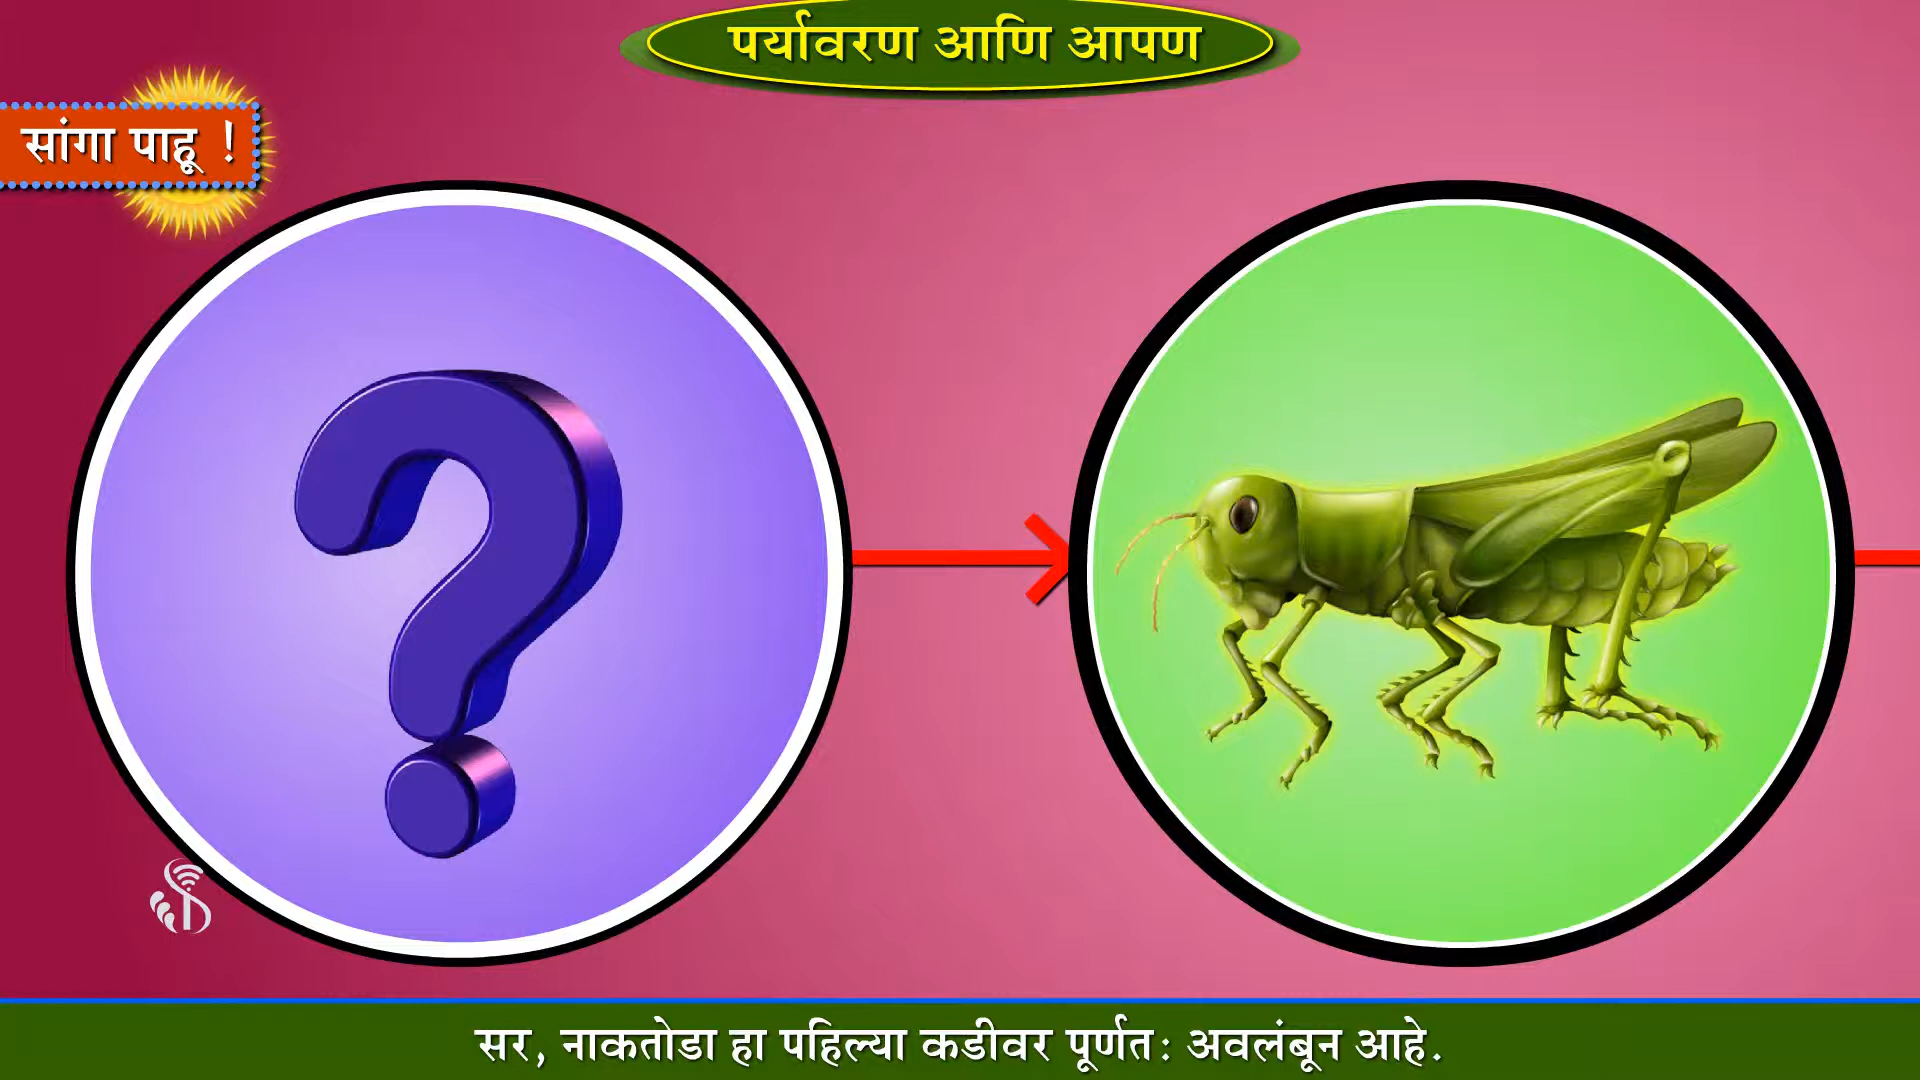 पर्यावरण आणि आपण
सांगा पाहू !
सर, नाकतोडा हा पहिल्या कडीवर पूर्णतः अवलंबून आहे.